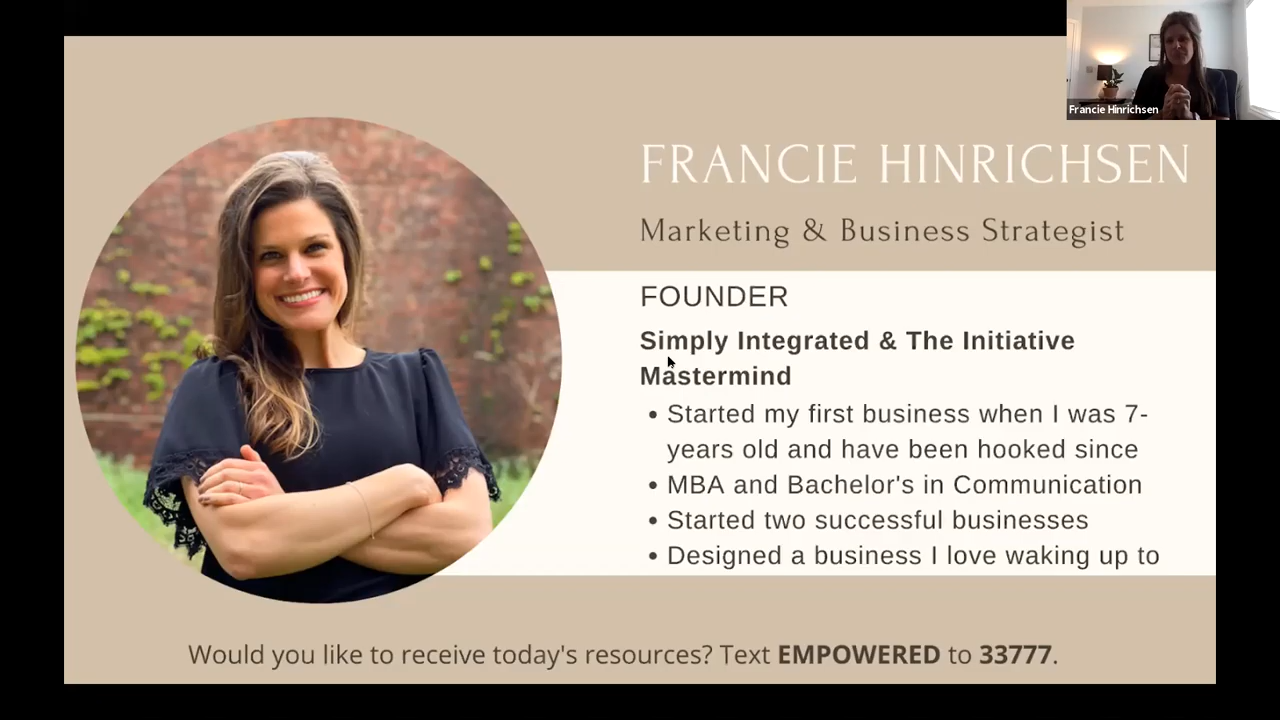 Francie Hinrichsen
FRANCIE HINRICHSEN
Marketing & Business Strategist
FOUNDER
Simply Integrated & The Initiative
Mastermind
• Started my first business when I was 7-
years old and have been hooked since
• MBA and Bachelor's in Communication
• Started two successful businesses
• Designed a business I love waking up to
Would you like to receive today's resources? Text EMPOWERED to 33777.